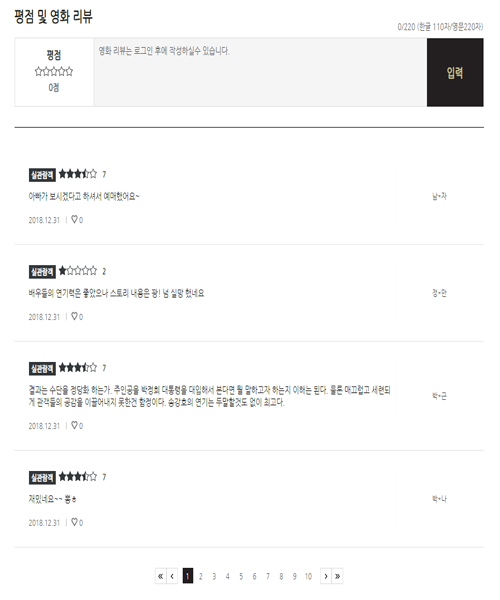 평점 및 영화 리뷰
0/220 (한글 110자/영문220자)
평점
0점
영화 리뷰는 로그인 후에 작성하실수 있습니다.
입력
실관람객 7
아빠가 보시겠다고 하셔서 예매했어요~
남*자
2018.12.31 | 0
실관람객 2
배우들의 연기력은 좋았으나 스토리 내용은 꽝! 넘 실망 했네요
정*만
2018.12.31 | 0
실관람객 7
결과는 수단을 정당화 하는가. 주인공을 박정희 대통령을 대입해서 본다면 뭘 말하고자 하는지 이해는 된다. 물론 매끄럽고 세련되
게 관객들의 공감을 이끌어내지 못한건 함정이다. 송강호의 연기는 두말할것도 없이 최고다.
박*근
2018.12.31 | 0
실관람객 7
재밌네요~~
박*나
2018.12.31 | 0
« ‹ 1 2 3 4 5 6 7 8 9 10 › »